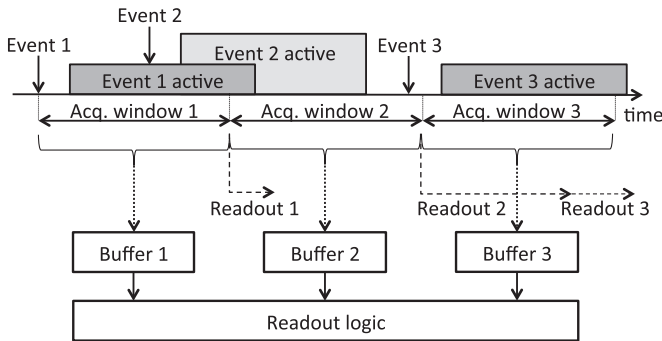 Event 2
Event 1
Event 2 active
Event 3
Event 1 active
Event 3 active
Acq. window 1
Acq. window 2
Acq. window 3
time
Readout 1
Readout 2
Readout 3
Buffer 1
Buffer 2
Buffer 3
Readout logic